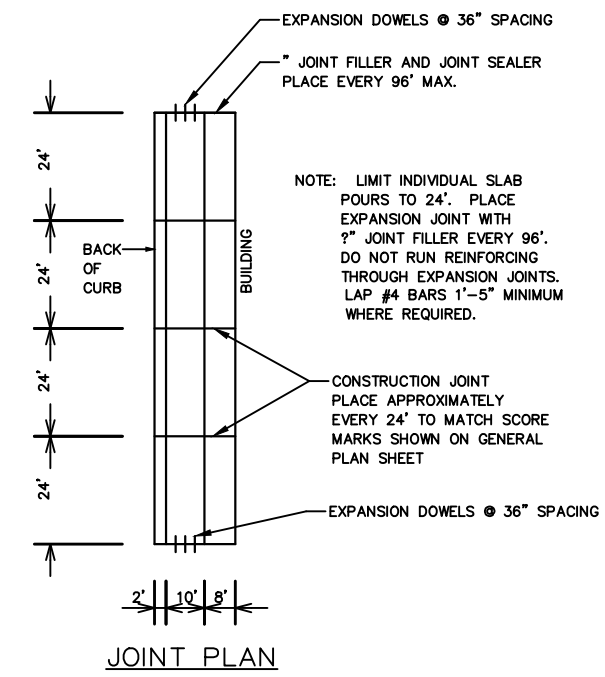 EXPANSION DOWELS @ 36" SPACING
" JOINT FILLER AND JOINT SEALER
PLACE EVERY 96' MAX.
24'
NOTE: LIMIT INDIVIDUAL SLAB
POURS TO 24'. PLACE
EXPANSION JOINT WITH
?" JOINT FILLER EVERY 96'.
DO NOT RUN REINFORCING
THROUGH EXPANSION JOINTS.
LAP #4 BARS 1'-5" MINIMUM
WHERE REQUIRED.
BACK
OF
CURB
BUILDING
24'
24'
CONSTRUCTION JOINT
PLACE APPROXIMATELY
EVERY 24' TO MATCH SCORE
MARKS SHOWN ON GENERAL
PLAN SHEET
24'
EXPANSION DOWELS @ 36" SPACING
2' 10' 8'
JOINT PLAN